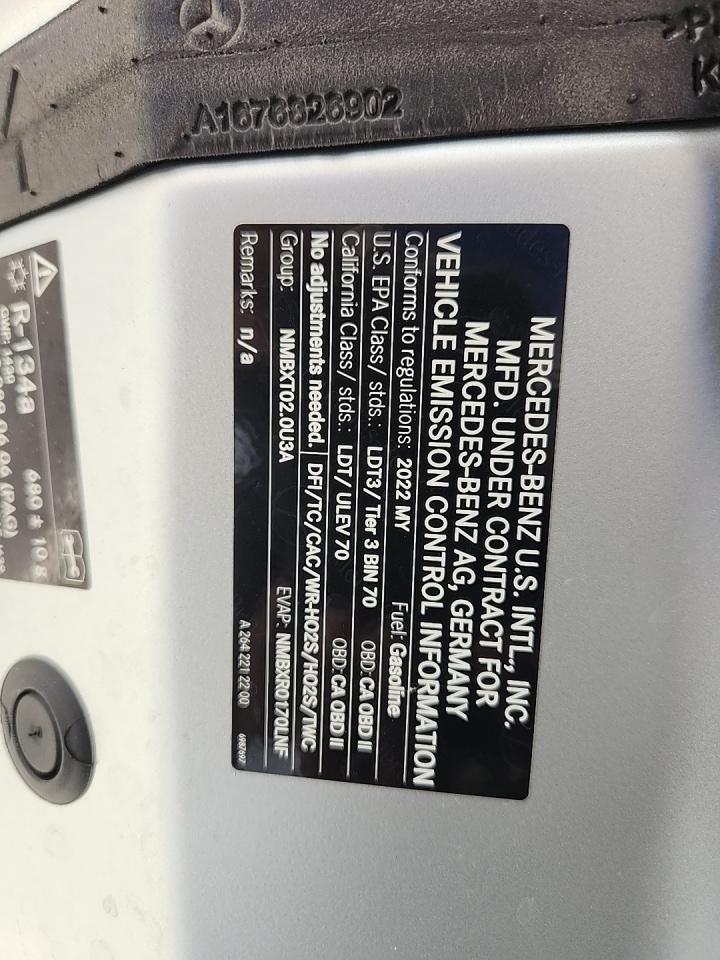 A1676826902
MERCEDES-BENZ U.S. INTL., INC.
MFD. UNDER CONTRACT FOR
MERCEDES-BENZ AG, GERMANY
VEHICLE EMISSION CONTROL INFORMATION
Conforms to regulations: 2022 MY Fuel: Gasoline
U.S. EPA Class/ stds.: LDT3/ Tier 3 BIN 70 OBD: CA OBD II
California Class/ stds.: LDT/ ULEV 70 OBD: CA OBD II
No adjustments needed. DFI/TC/CAC/WR-HO2S/HO2S/TWC
Group: NMBXT02.0U3A EVAP: NMBXR0170LNF
Remarks: n/a A 264 221 22 00
R-134a 680
(PAG)